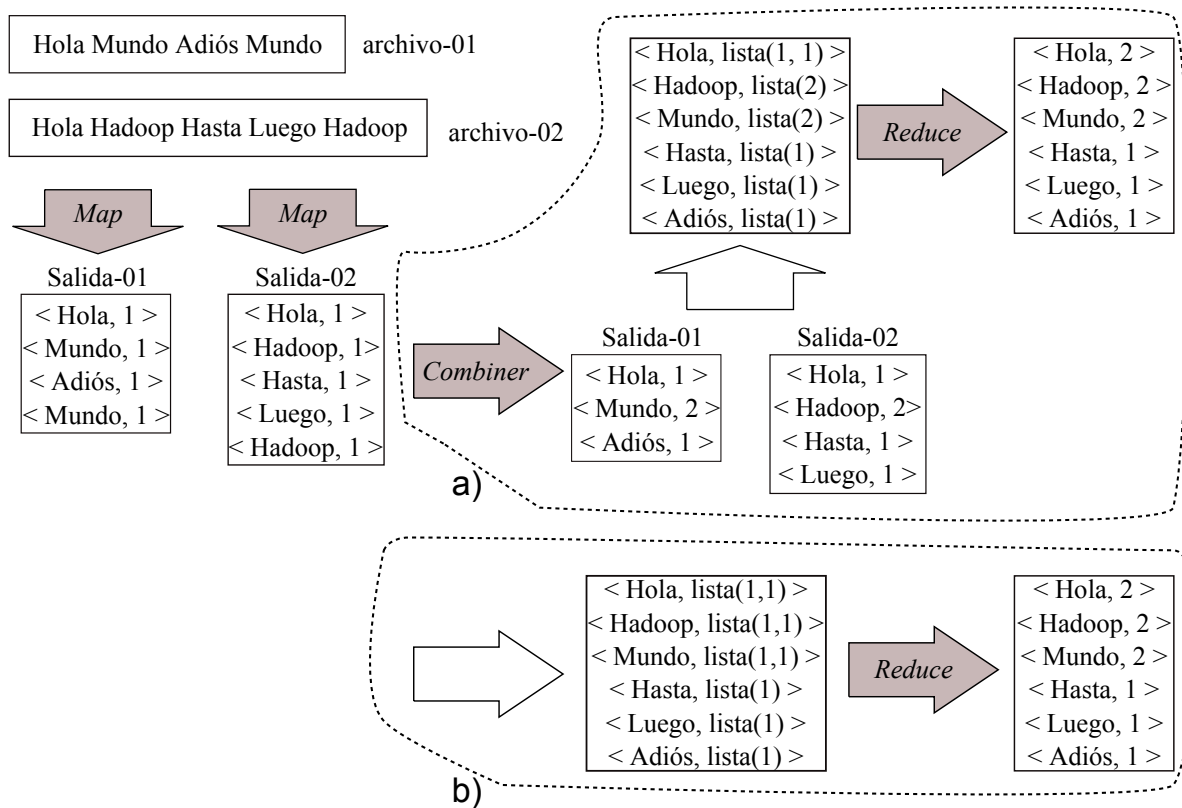 Hola Mundo Adiós Mundo
archivo-01
Hola Hadoop Hasta Luego Hadoop
archivo-02
Map
Map
Salida-01
< Hola, 1 >
< Mundo, 1 >
< Adiós, 1 >
< Mundo, 1 >
Salida-02
< Hola, 1 >
< Hadoop, 1>
< Hasta, 1 >
< Luego, 1 >
< Hadoop, 1 >
a)
Combiner
Salida-01
< Hola, 1 >
< Mundo, 2 >
< Adiós, 1 >
Salida-02
< Hola, 1 >
< Hadoop, 2>
< Hasta, 1 >
< Luego, 1 >
< Hola, lista(1, 1) >
< Hadoop, lista(2) >
< Mundo, lista(2) >
< Hasta, lista(1) >
< Luego, lista(1) >
< Adiós, lista(1) >
Reduce
< Hola, 2 >
< Hadoop, 2 >
< Mundo, 2 >
< Hasta, 1 >
< Luego, 1 >
< Adiós, 1 >
b)
< Hola, lista(1,1) >
< Hadoop, lista(1,1) >
< Mundo, lista(1,1) >
< Hasta, lista(1) >
< Luego, lista(1) >
< Adiós, lista(1) >
Reduce
< Hola, 2 >
< Hadoop, 2 >
< Mundo, 2 >
< Hasta, 1 >
< Luego, 1 >
< Adiós, 1 >